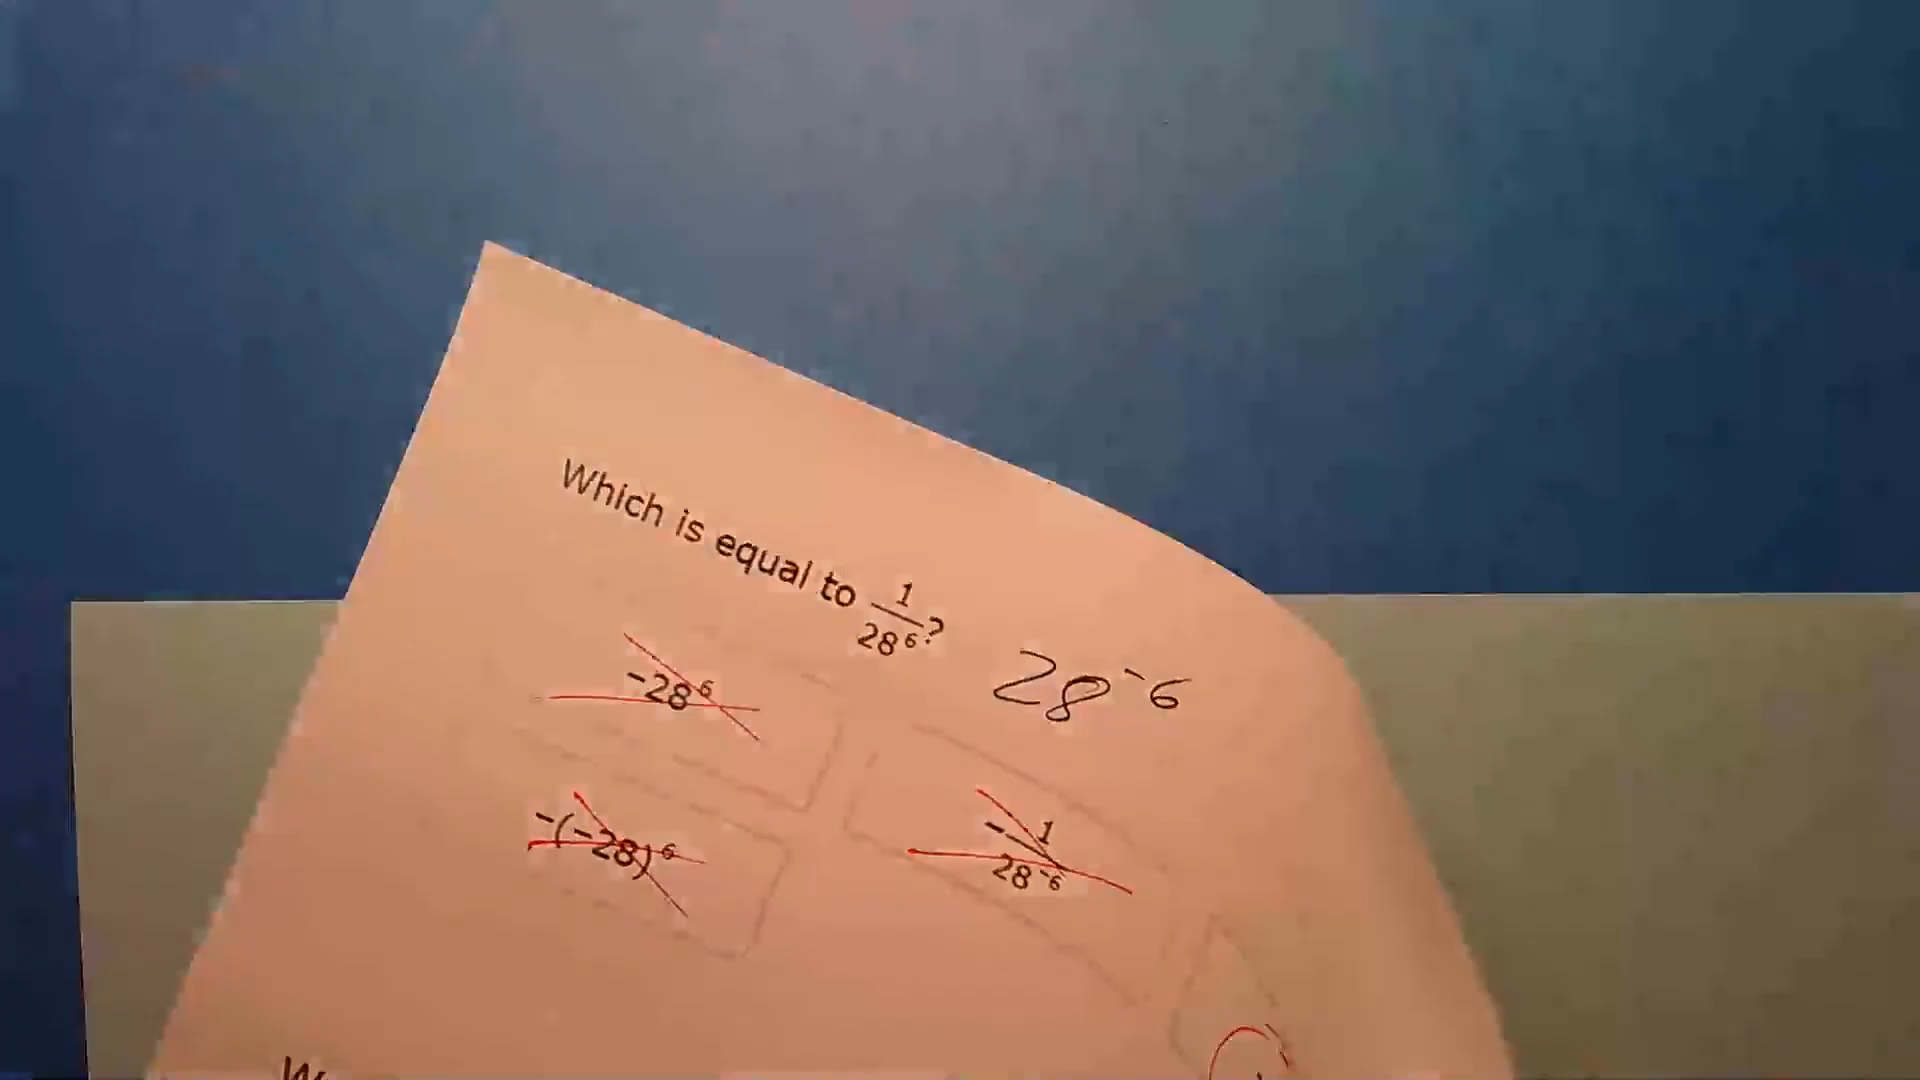 Which is equal to 1/28⁶?
28⁻⁶
-28⁶
-(-28)⁶
-1/28⁻⁶